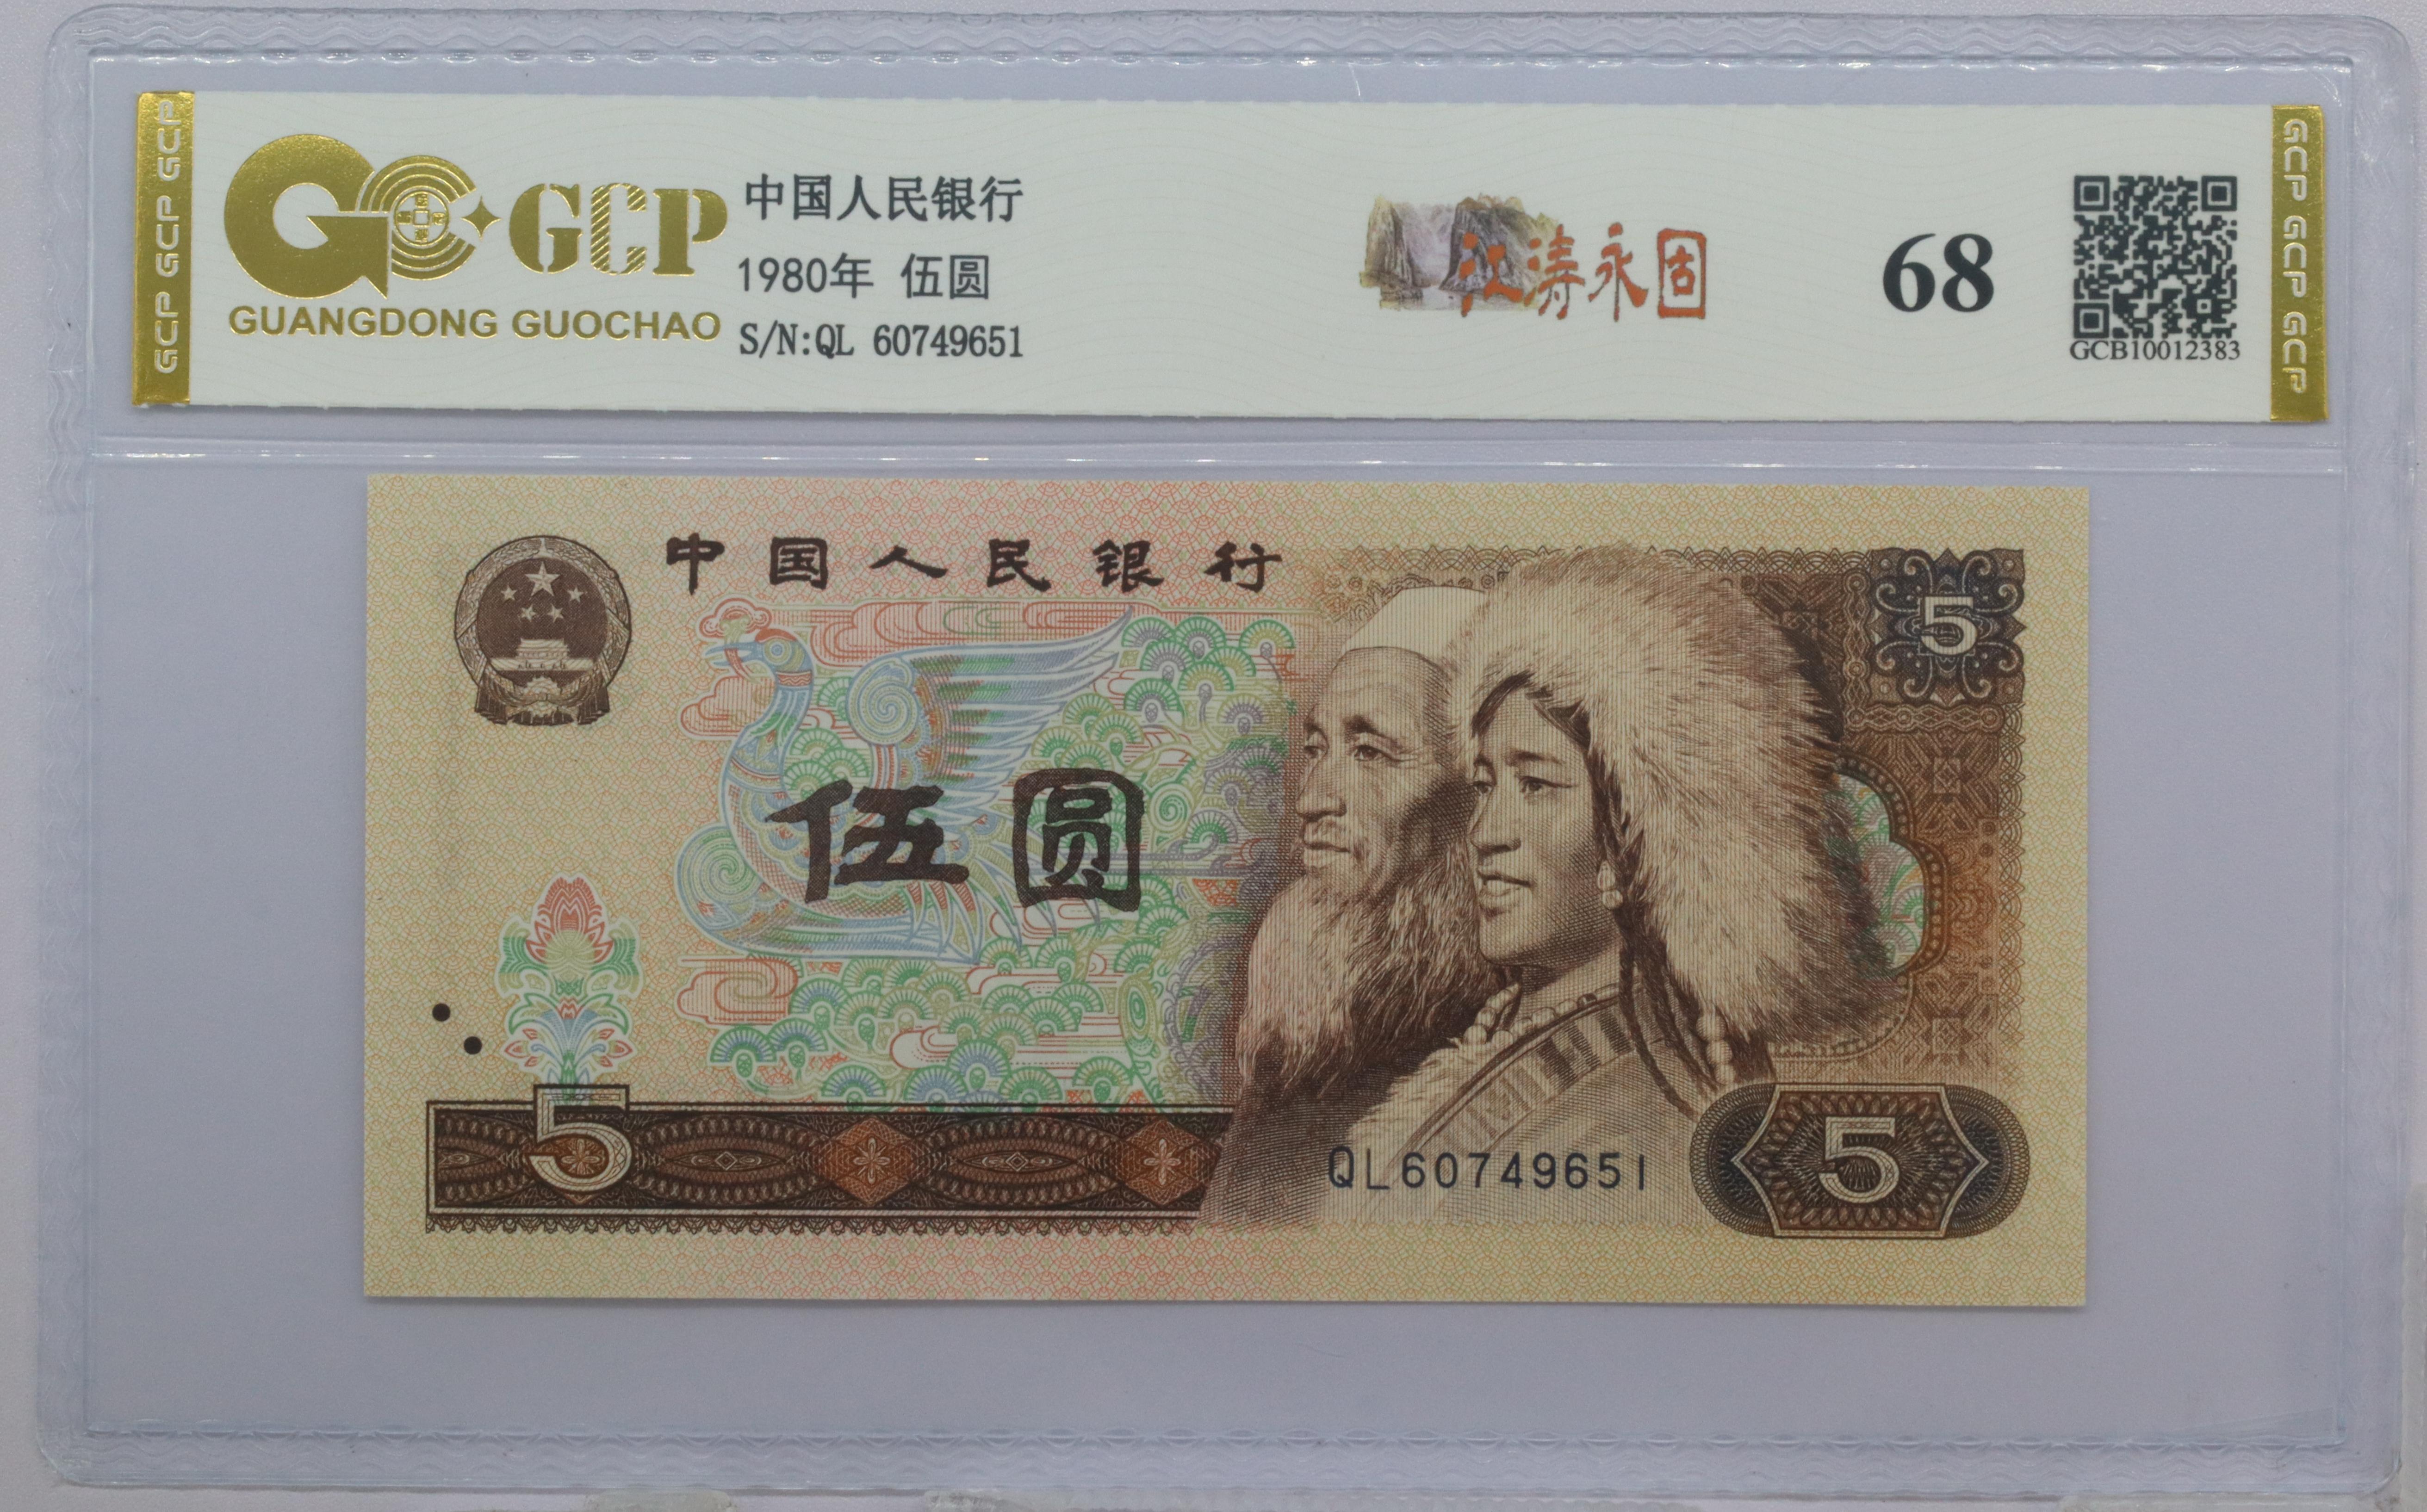 GCP GCP GCP
GCP
GUANGDONG GUOCHAO
中国人民银行
1980年 伍圆
S/N:QL 60749651
江涛永固
68
GCB10012383
GCP GCP GCP
中国人民银行
5
伍圆
5
QL60749651
5